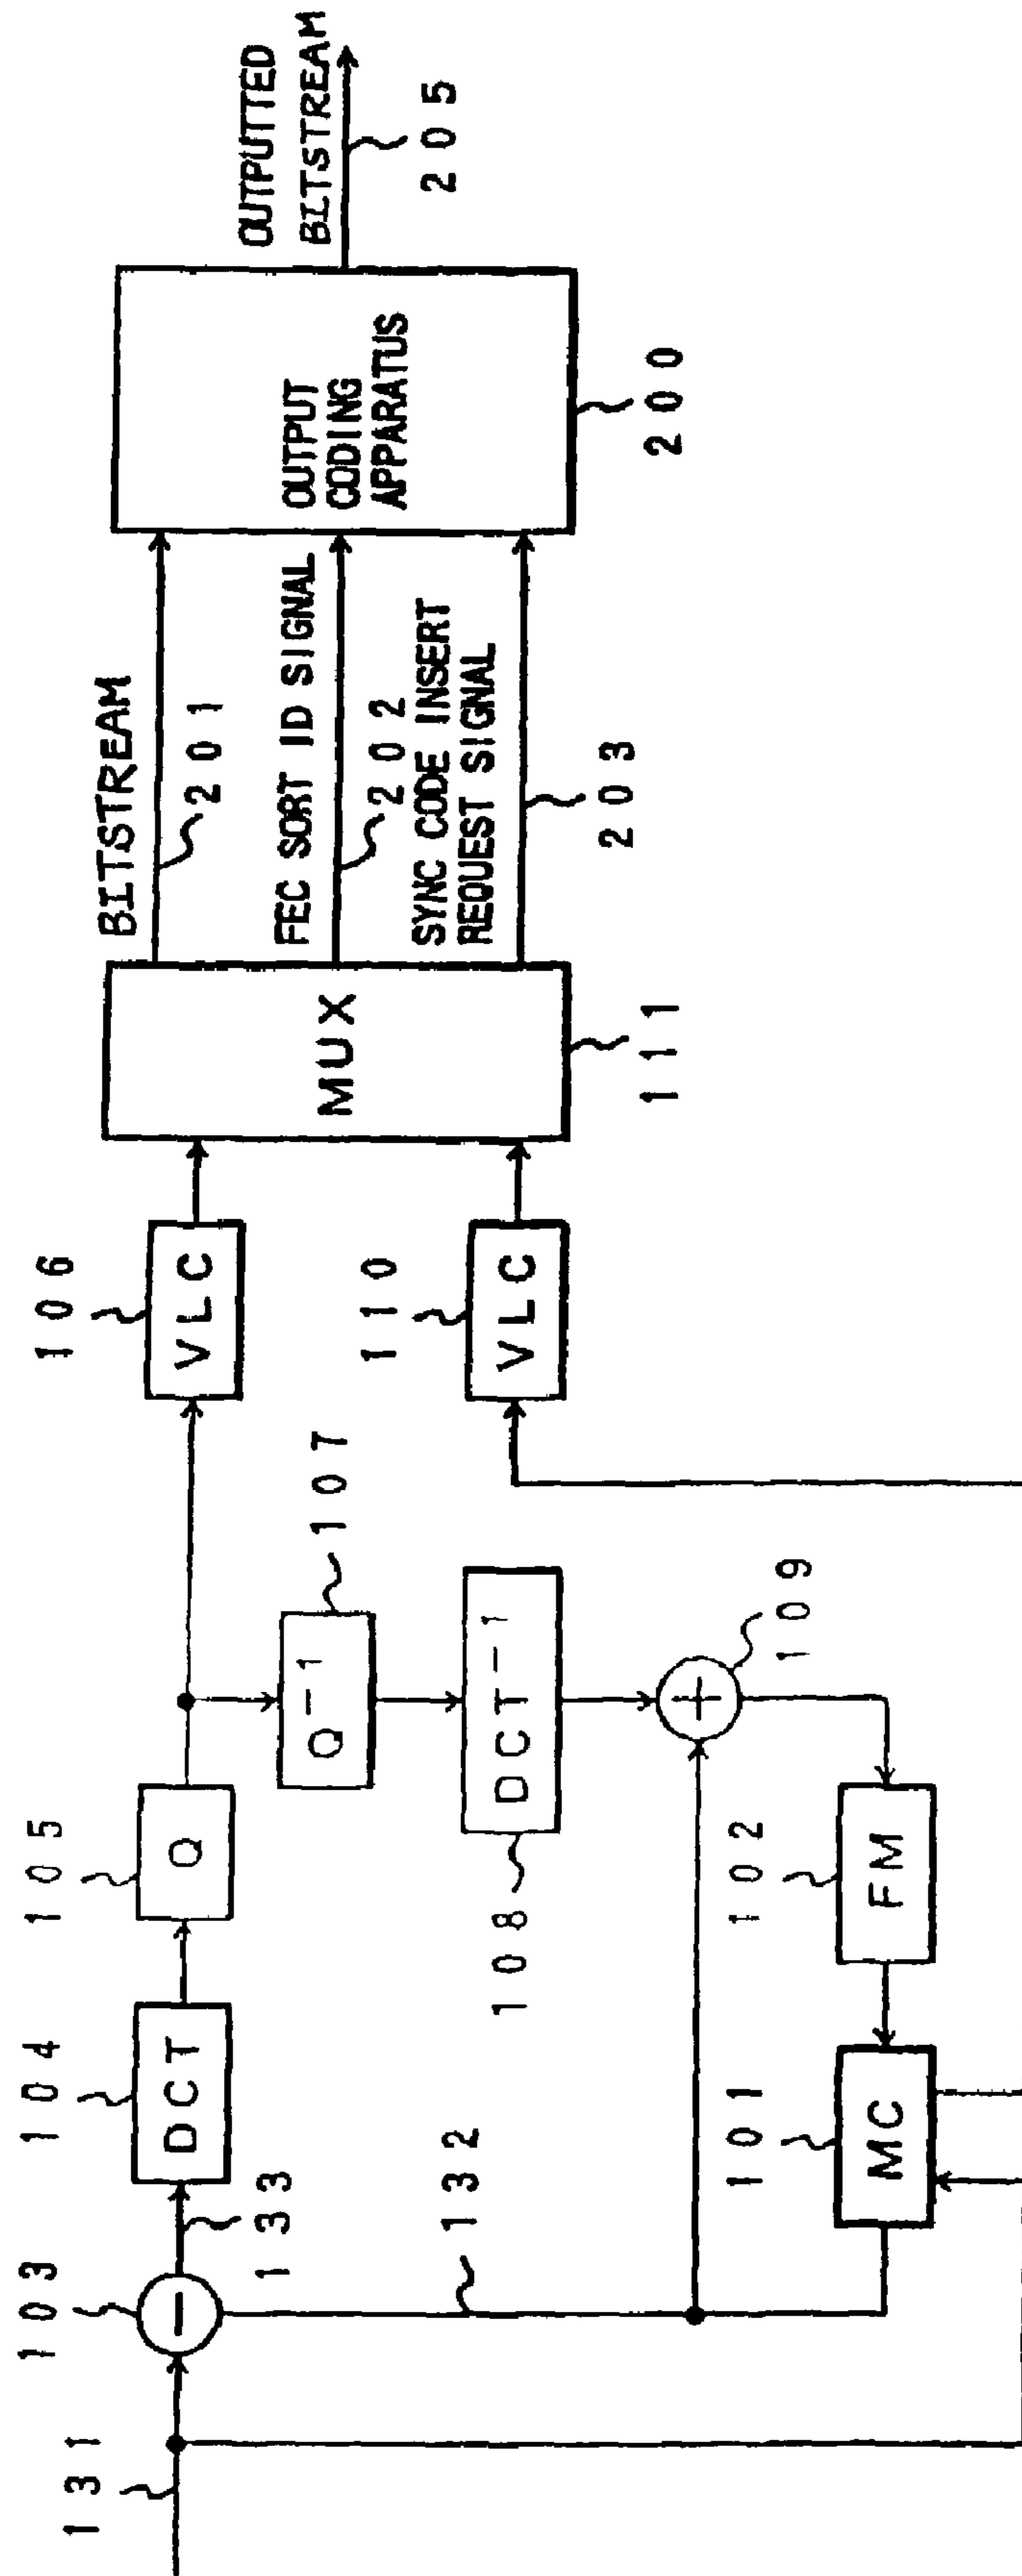 131
103
133
132
104
DCT
105
Q
107
Q⁻¹
108
DCT⁻¹
109
102
FM
101
MC
106
VLC
110
VLC
MUX
111
BITSTREAM
201
FEC SORT ID SIGNAL
202
SYNC CODE INSERT
REQUEST SIGNAL
203
OUTPUT
CODING
APPARATUS
200
OUTPUTTED
BITSTREAM
205